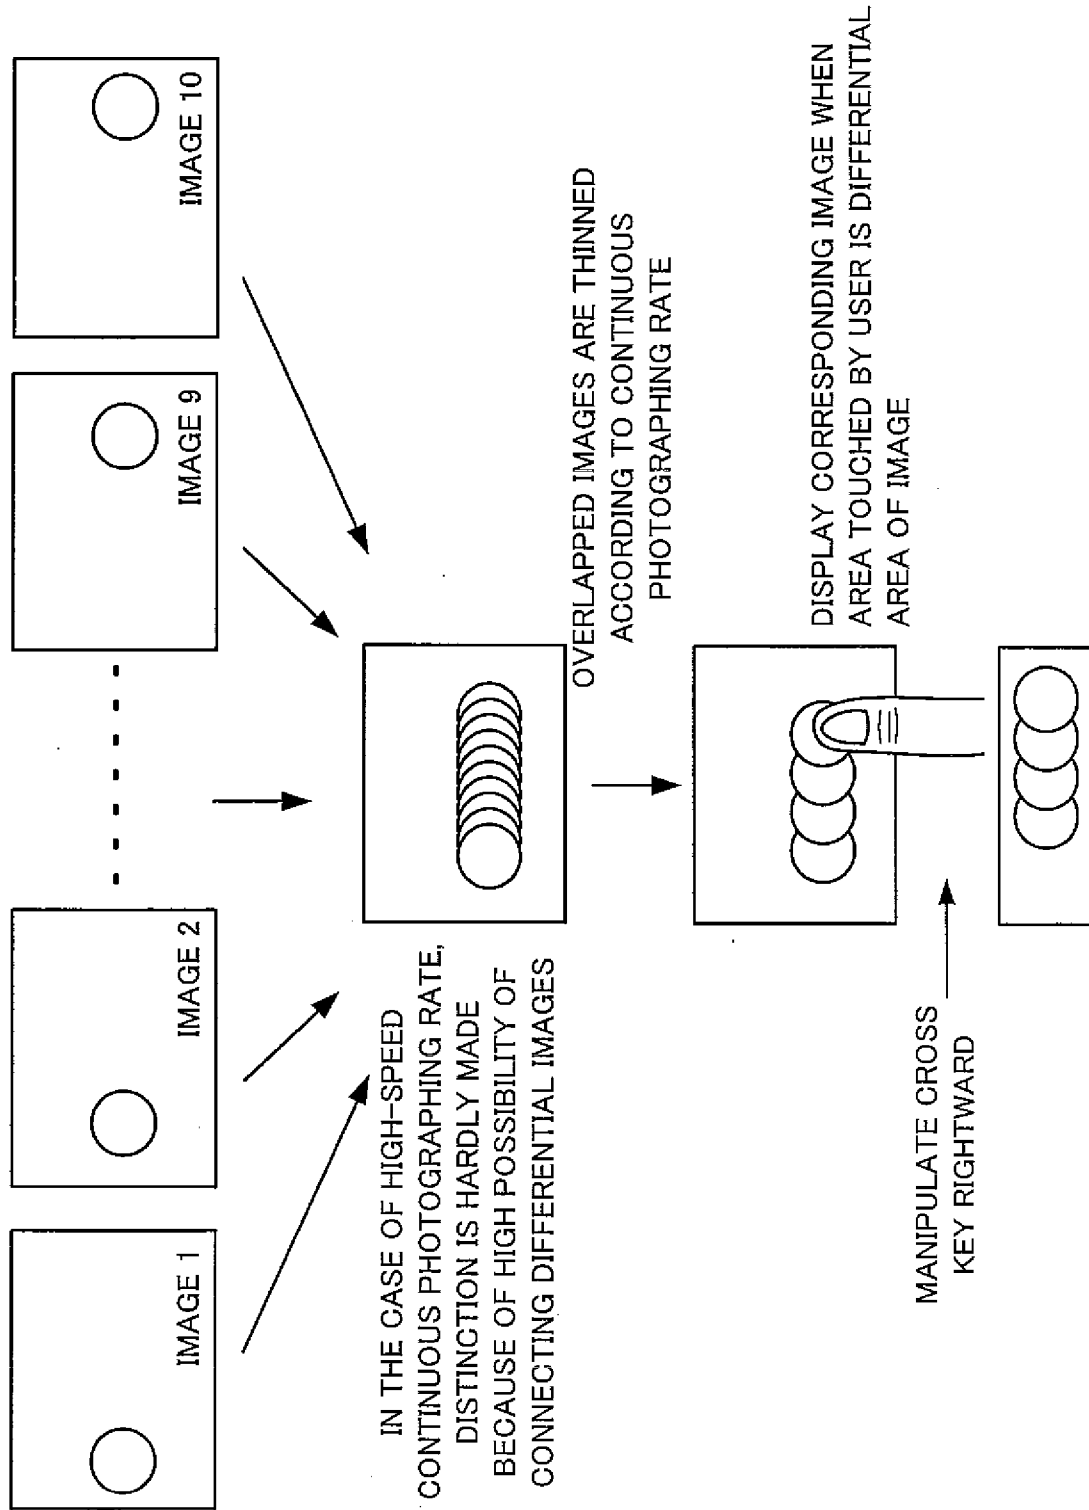 IMAGE 1
IMAGE 2
IMAGE 9
IMAGE 10
IN THE CASE OF HIGH-SPEED
CONTINUOUS PHOTOGRAPHING RATE,
DISTINCTION IS HARDLY MADE
BECAUSE OF HIGH POSSIBILITY OF
CONNECTING DIFFERENTIAL IMAGES
OVERLAPPED IMAGES ARE THINNED
ACCORDING TO CONTINUOUS
PHOTOGRAPHING RATE
DISPLAY CORRESPONDING IMAGE WHEN
AREA TOUCHED BY USER IS DIFFERENTIAL
AREA OF IMAGE
MANIPULATE CROSS
KEY RIGHTWARD